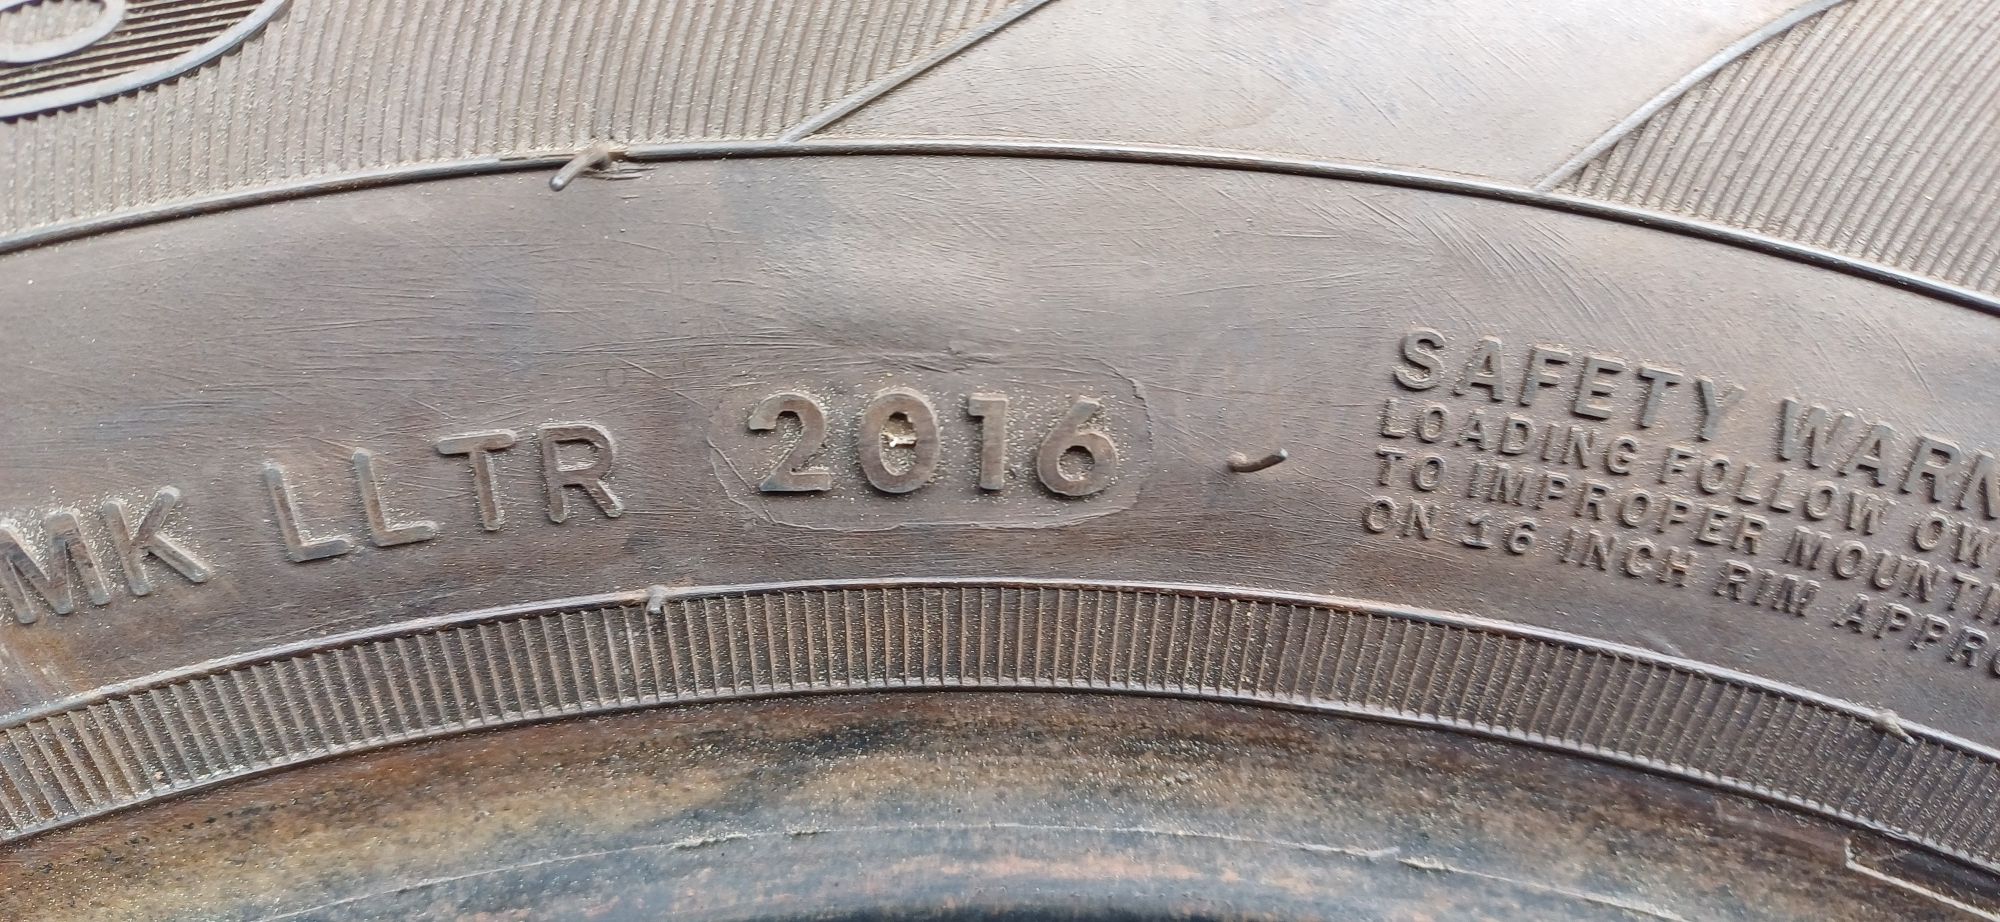 MK LLTR 2016
SAFETY WARN
LOADING FOLLOW OW
TO IMPROPER MOUNTI
ON 16 INCH RIM APPRO